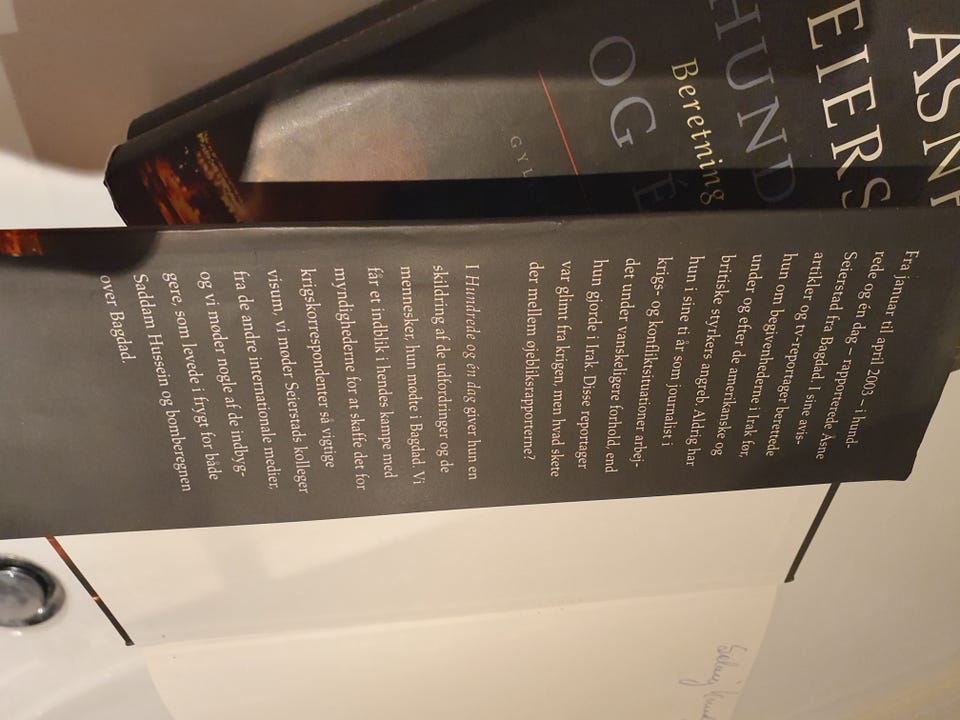 ÅSNE
EIERS
HUND
OG É
Beretning
GYL
Fra januar til april 2003 – i hund-
rede og én dag – rapporterede Åsne
Seierstad fra Bagdad. I sine avis-
artikler og tv-reportager berettede
hun om begivenhederne i Irak før,
under og efter de amerikanske og
britiske styrkers angreb. Aldrig har
hun i sine ti år som journalist i
krigs- og konfliktsituationer arbej-
det under vanskeligere forhold end
hun gjorde i Irak. Disse reportager
var glimt fra krigen, men hvad skete
der mellem øjebliksrapporterne?
I Hundrede og én dag giver hun en
skildring af de udfordringer og de
mennesker, hun mødte i Bagdad. Vi
får et indblik i hendes kampe med
myndighederne for at skaffe det for
krigskorrespondenter så vigtige
visum, vi møder Seierstads kolleger
fra de andre internationale medier,
og vi møder nogle af de indbyg-
gere, som levede i frygt for både
Saddam Hussein og bomberegnen
over Bagdad.